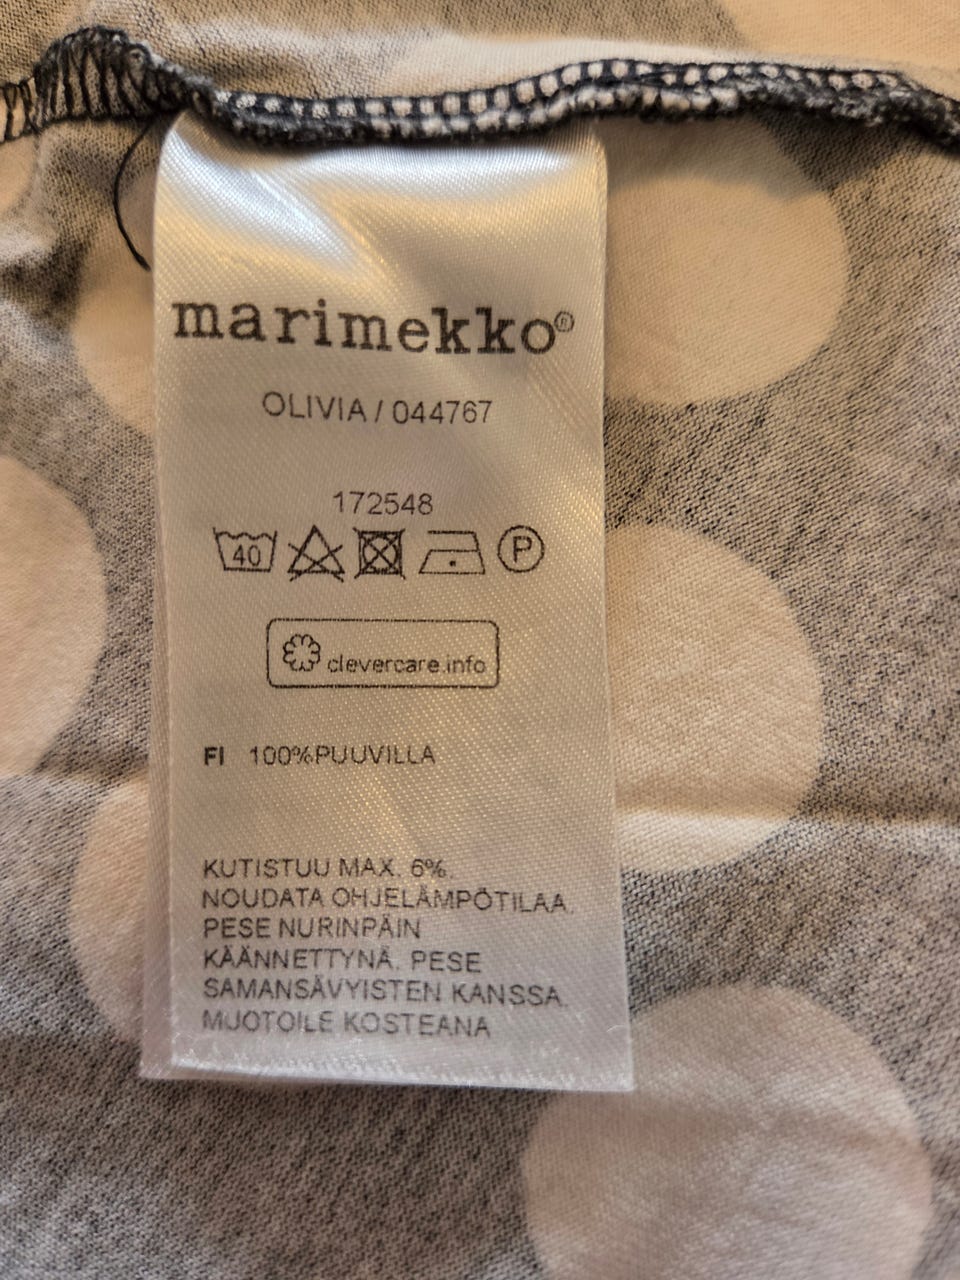 marimekko®
OLIVIA / 044767
172548
40 P
clevercare.info
FI 100%PUUVILLA
KUTISTUU MAX. 6%.
NOUDATA OHJELÄMPÖTILAA.
PESE NURINPÄIN
KÄÄNNETTYNÄ. PESE
SAMANSÄVYISTEN KANSSA.
MUOTOILE KOSTEANA